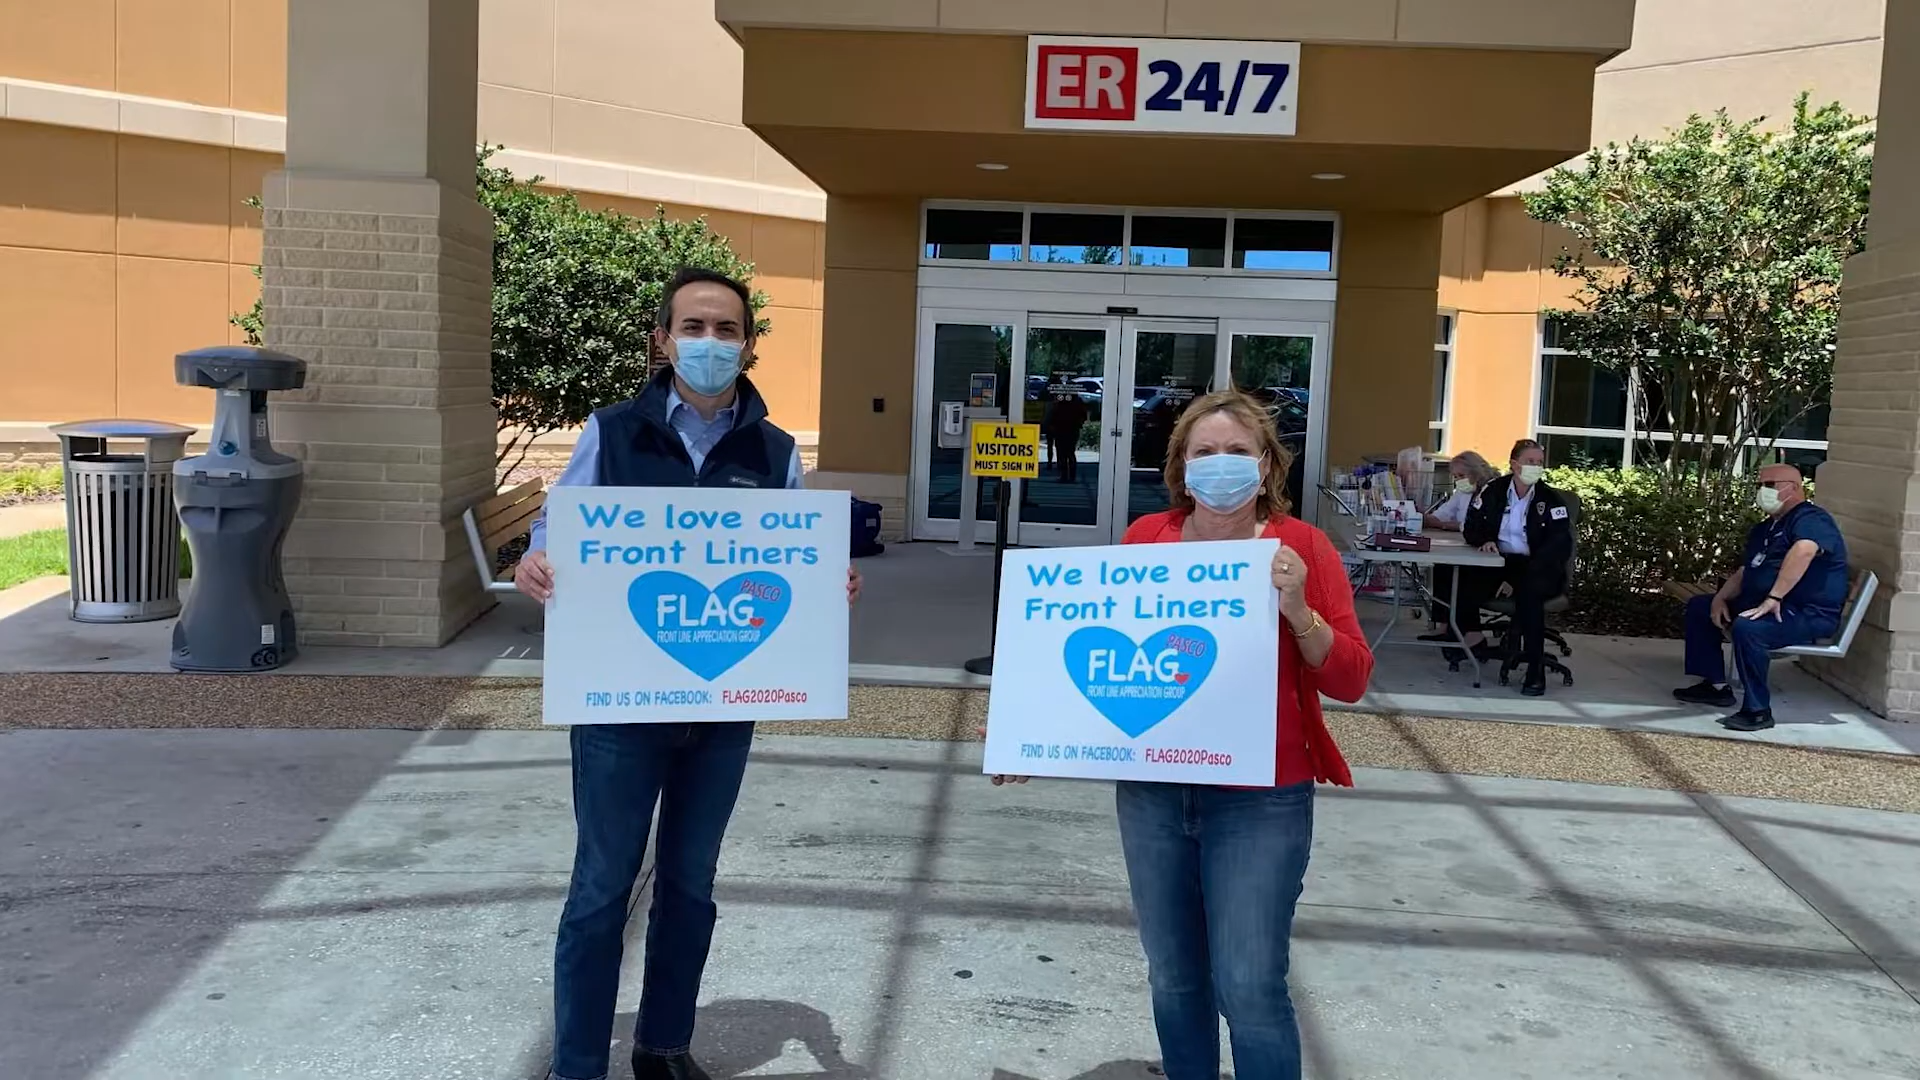 ER 24/7
ALL
VISITORS
MUST SIGN IN
We love our
Front Liners
PASCO
FLAG
FRONT LINE APPRECIATION GROUP
FIND US ON FACEBOOK: FLAG2020Pasco
We love our
Front Liners
PASCO
FLAG
FRONT LINE APPRECIATION GROUP
FIND US ON FACEBOOK: FLAG2020Pasco